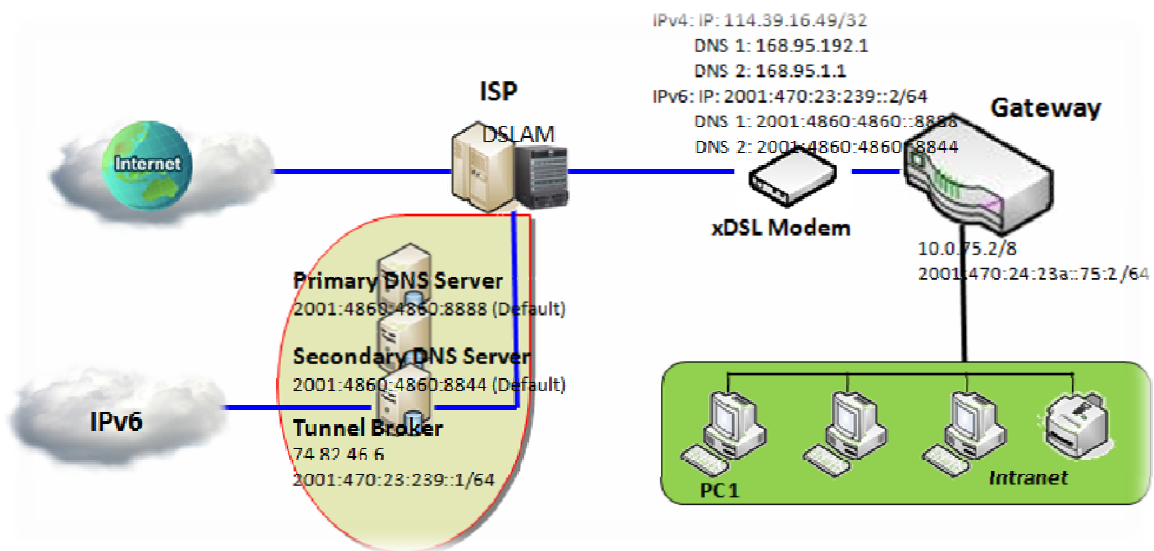 IPv4: IP: 114.39.16.49/32
DNS 1: 168.95.192.1
DNS 2: 168.95.1.1
IPv6: IP: 2001:470:23:239::2/64
DNS 1: 2001:4860:4860::8888
DNS 2: 2001:4860:4860::8844
ISP
DSLAM
Gateway
Internet
xDSL Modem
10.0.75.2/8
2001:470:24:23a::75:2/64
Primary DNS Server
2001:4860:4860:8888 (Default)
Secondary DNS Server
2001:4860:4860:8844 (Default)
IPv6
Tunnel Broker
74.82.46.6
2001:470:23:239::1/64
PC1
Intranet